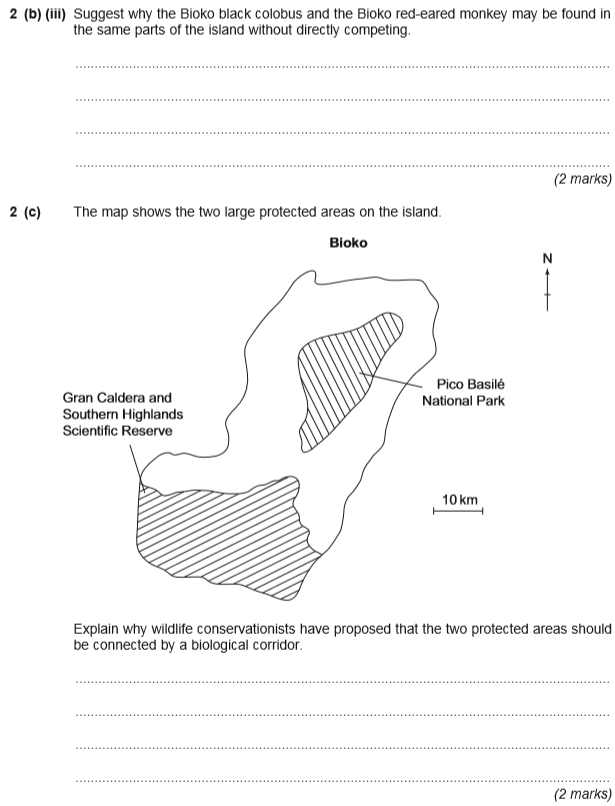 2 (b) (iii) Suggest why the Bioko black colobus and the Bioko red-eared monkey may be found in
the same parts of the island without directly competing.
(2 marks)
2 (c) The map shows the two large protected areas on the island.
Bioko
N
Pico Basilé
National Park
Gran Caldera and
Southern Highlands
Scientific Reserve
10 km
Explain why wildlife conservationists have proposed that the two protected areas should
be connected by a biological corridor.
(2 marks)